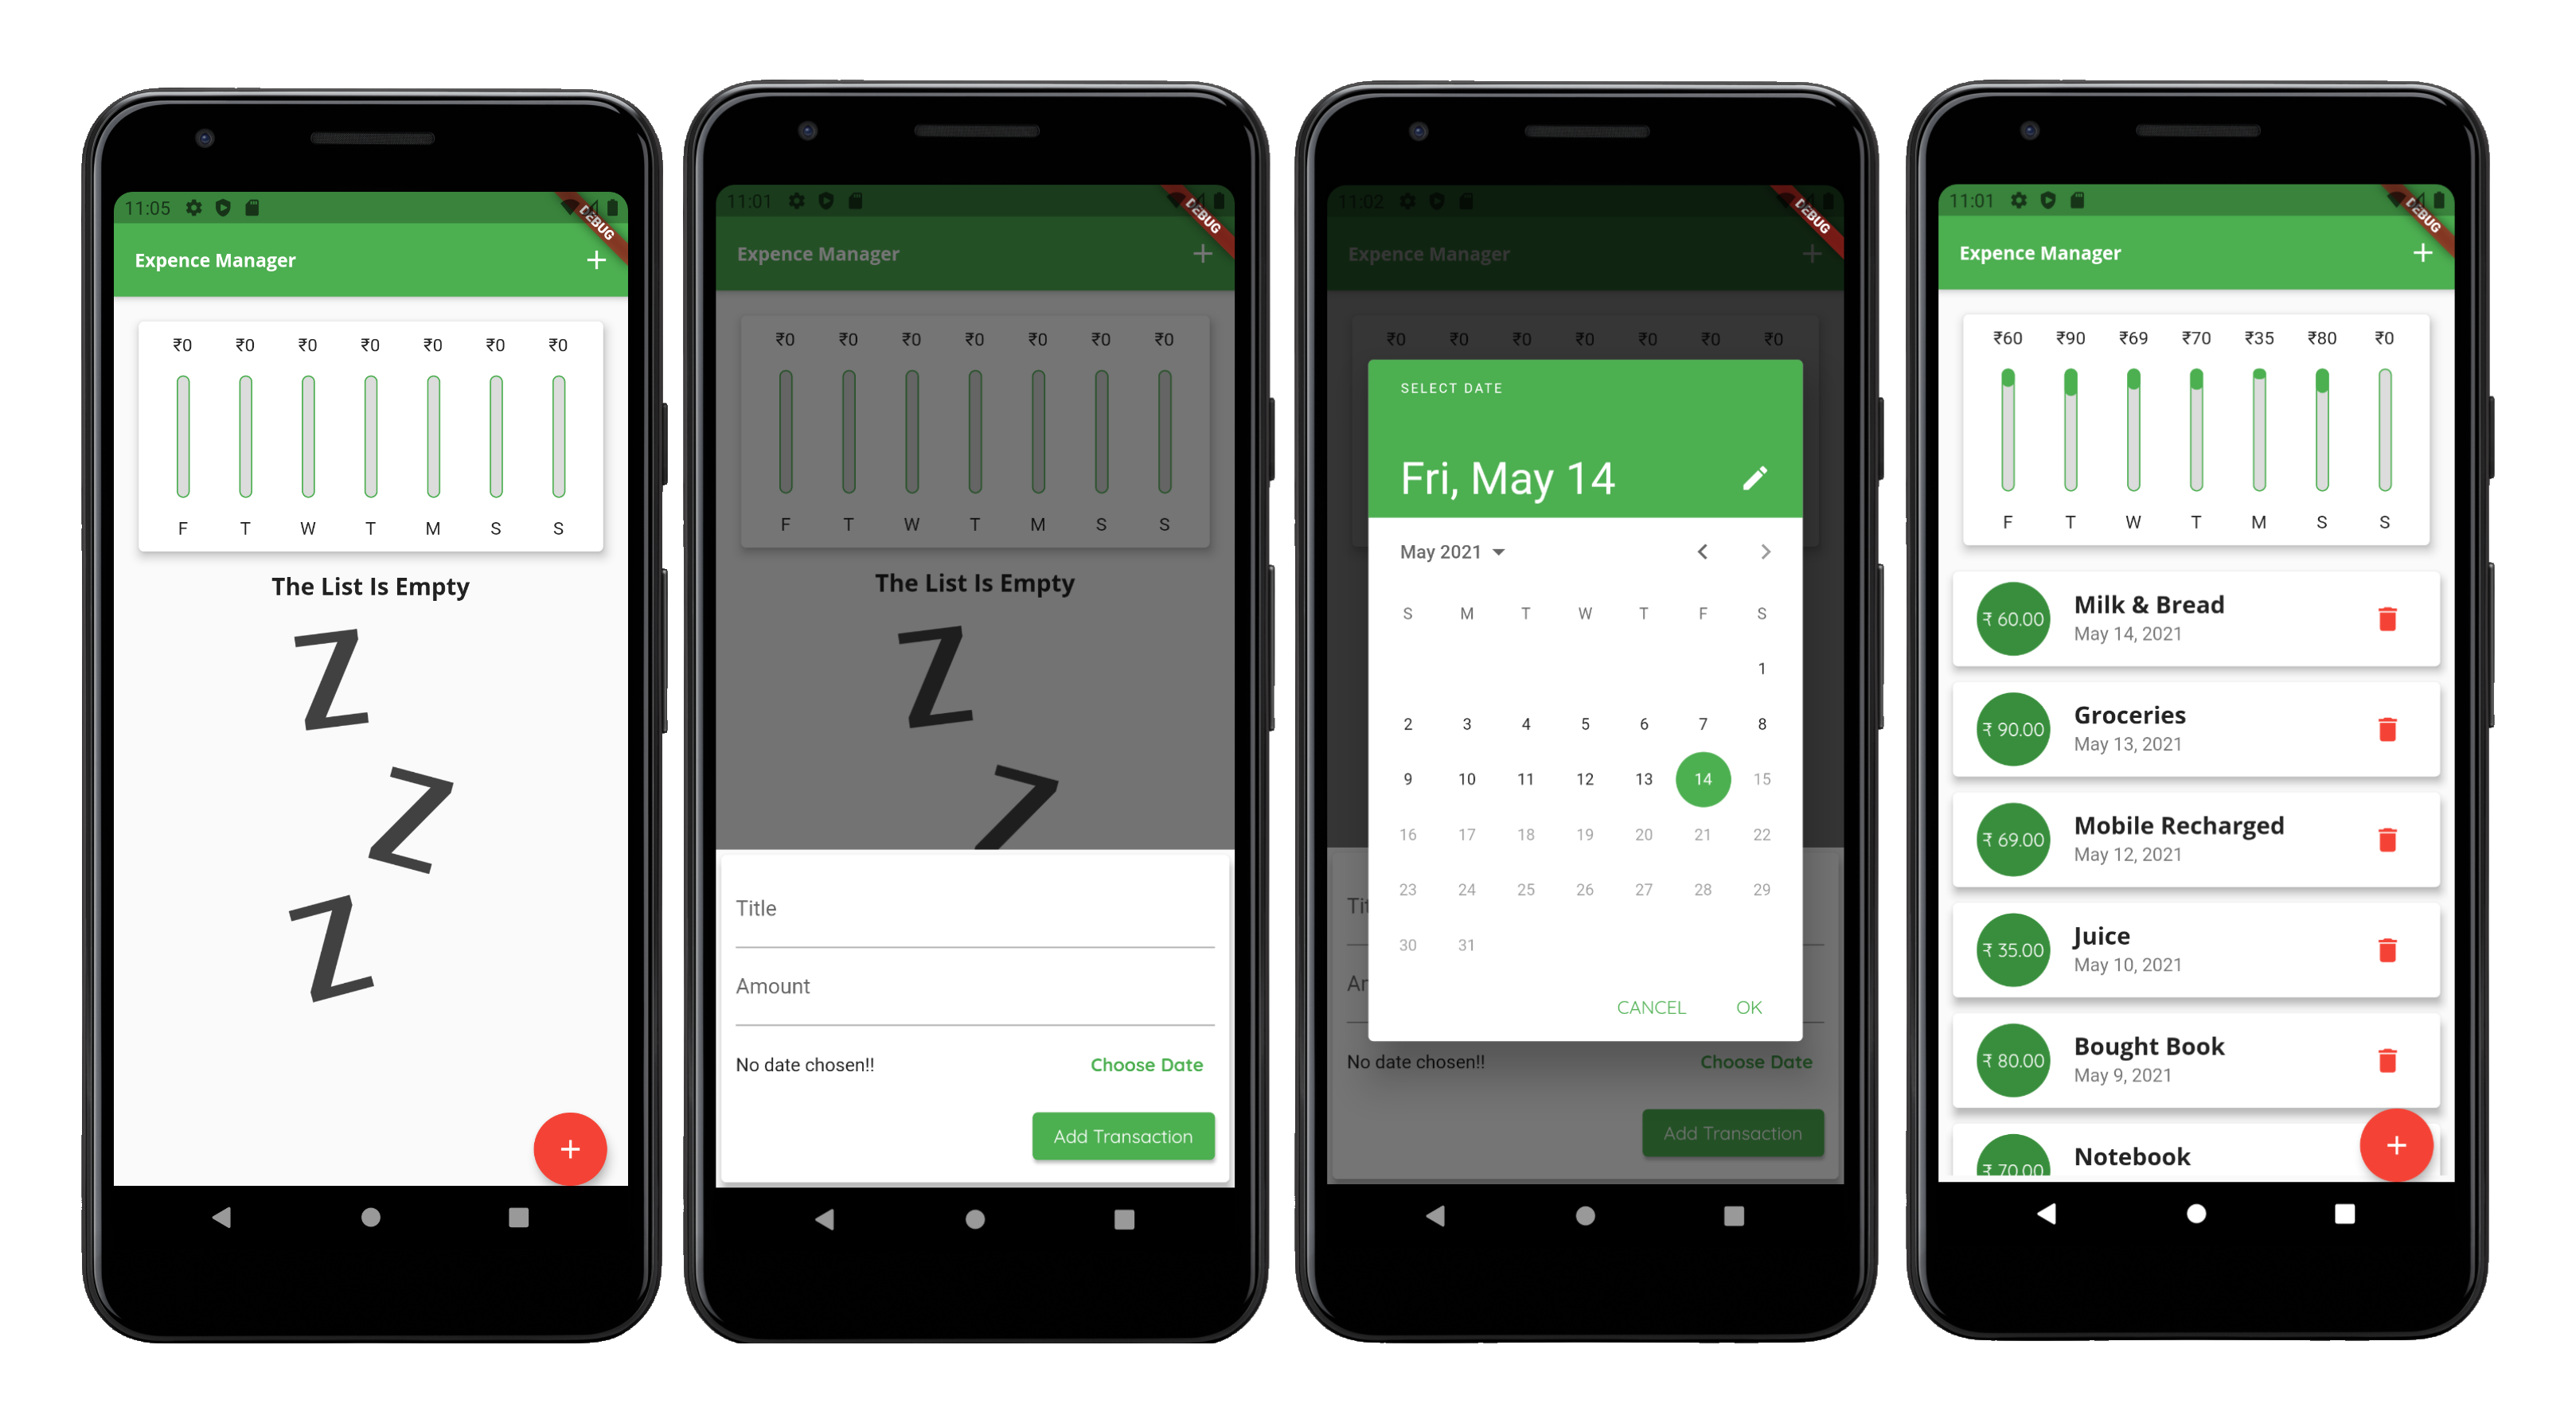 11:05
DEBUG
Expence Manager
₹0 ₹0 ₹0 ₹0 ₹0 ₹0 ₹0
F T W T M S S
The List Is Empty
Z
Z
Z
11:01
DEBUG
Expence Manager
₹0 ₹0 ₹0 ₹0 ₹0 ₹0 ₹0
F T W T M S S
The List Is Empty
Z
Z
Title
Amount
No date chosen!! Choose Date
Add Transaction
11:02
DEBUG
Expence Manager
₹0 ₹0 ₹0 ₹0 ₹0 ₹0 ₹0
SELECT DATE
Fri, May 14
May 2021
S M T W T F S
1
2 3 4 5 6 7 8
9 10 11 12 13 14 15
16 17 18 19 20 21 22
23 24 25 26 27 28 29
30 31
CANCEL OK
Tit
Ar
No date chosen!! Choose Date
Add Transaction
11:01
DEBUG
Expence Manager
₹60 ₹90 ₹69 ₹70 ₹35 ₹80 ₹0
F T W T M S S
₹ 60.00
Milk & Bread
May 14, 2021
₹ 90.00
Groceries
May 13, 2021
₹ 69.00
Mobile Recharged
May 12, 2021
₹ 35.00
Juice
May 10, 2021
₹ 80.00
Bought Book
May 9, 2021
₹ 70.00
Notebook